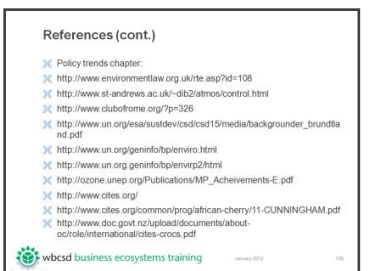 References (cont.)
Policy trends chapter:
http://www.environmentlaw.org.uk/rte.asp?id=108
http://www.st-andrews.ac.uk/~dib2/atmos/control.html
http://www.clubofrome.org/?p=326
http://www.un.org/esa/sustdev/csd/csd15/media/backgrounder_brundtla
nd.pdf
http://www.un.org/geninfo/bp/enviro.html
http://www.un.org.geninfo/bp/envirp2/html
http://ozone.unep.org/Publications/MP_Acheivements-E.pdf
http://www.cites.org/
http://www.cites.org/common/prog/african-cherry/11-CUNNINGHAM.pdf
http://www.doc.govt.nz/upload/documents/about-
oc/role/international/cites-crocs.pdf
wbcsd business ecosystems training
January 2012